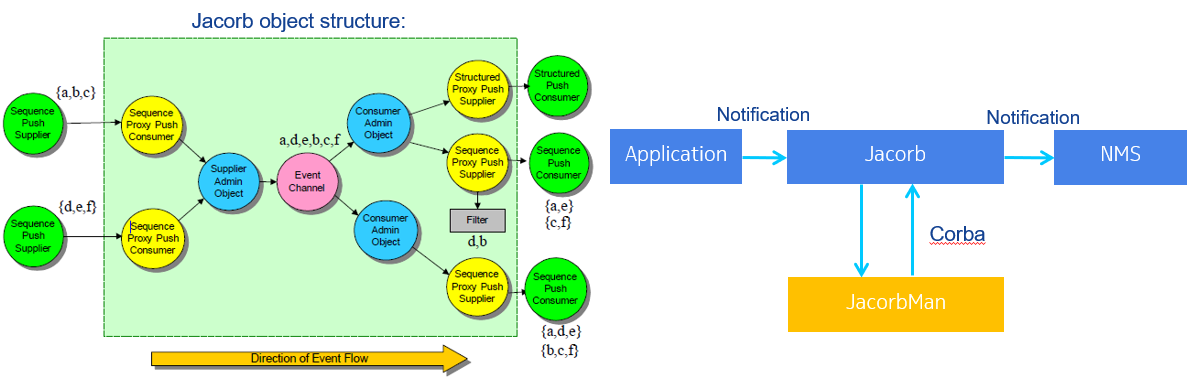 Jacorb object structure:
{a,b,c}
Sequence
Push
Supplier
Sequence
Proxy Push
Consumer
{d,e,f}
Sequence
Push
Supplier
Sequence
Proxy Push
Consumer
Supplier
Admin
Object
a,d,e,b,c,f
Event
Channel
Consumer
Admin
Object
Consumer
Admin
Object
Structured
Proxy Push
Supplier
Structured
Push
Consumer
Sequence
Proxy Push
Supplier
Sequence
Push
Consumer
{a,e}
{c,f}
Filter
d,b
Sequence
Proxy Push
Supplier
Sequence
Push
Consumer
{a,d,e}
{b,c,f}
Direction of Event Flow
Notification
Notification
Application
Jacorb
NMS
Corba
JacorbMan